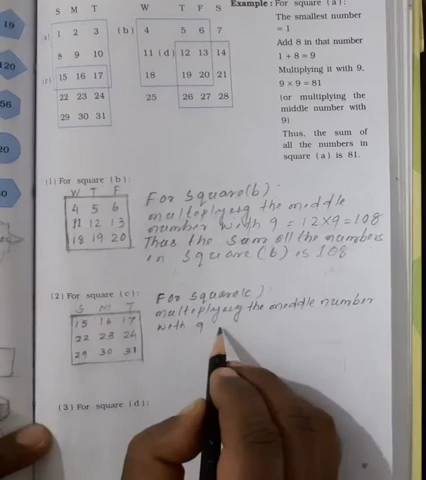 S M T W T F S
1 2 3 (b) 4 5 6 7
8 9 10 11 (d) 12 13 14
15 16 17 18 19 20 21
22 23 24 25 26 27 28
29 30 31
Example : For square (a):
The smallest number
= 1
Add 8 in that number
1 + 8 = 9
Multiplying it with 9,
9 × 9 = 81
(or multiplying the
middle number with
9)
Thus, the sum of
all the numbers in
square (a) is 81.
19
120
56
20
0
(1) For square (b):
W T F
4 5 6
11 12 13
18 19 20
For square(b)
multeplyeng the middle
number with 9 = 12×9=108
Thus the sum all the numbers
in square (b) is 108
(2) For square (c):
S M T
15 16 17
22 23 24
29 30 31
For square(c)
multeplyeng the meddle number
with 9
(3) For square (d):